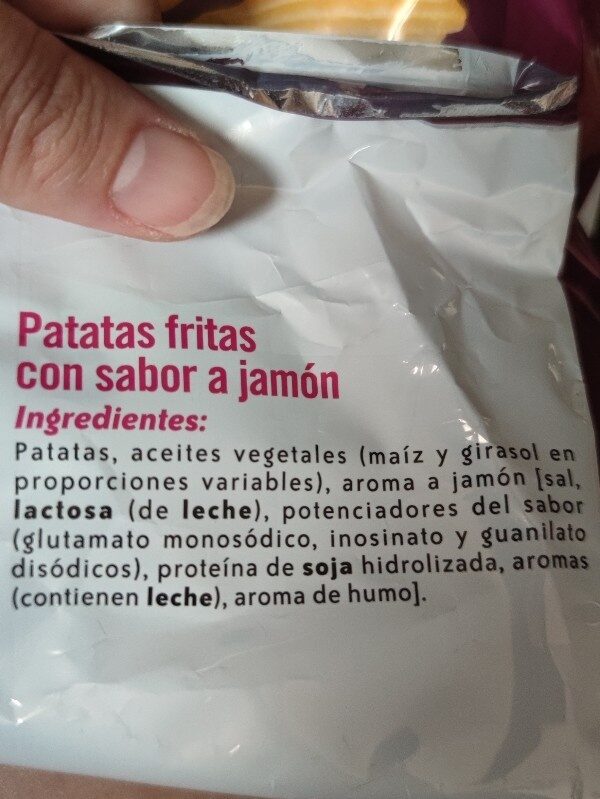 Patatas fritas
con sabor a jamón
Ingredientes:
Patatas, aceites vegetales (maíz y girasol en
proporciones variables), aroma a jamón [sal,
lactosa (de leche), potenciadores del sabor
(glutamato monosódico, inosinato y guanilato
disódicos), proteína de soja hidrolizada, aromas
(contienen leche), aroma de humo].